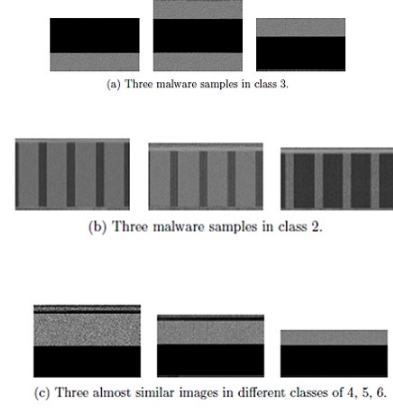 (a) Three malware samples in class 3.
(b) Three malware samples in class 2.
(c) Three almost similar images in different classes of 4, 5, 6.